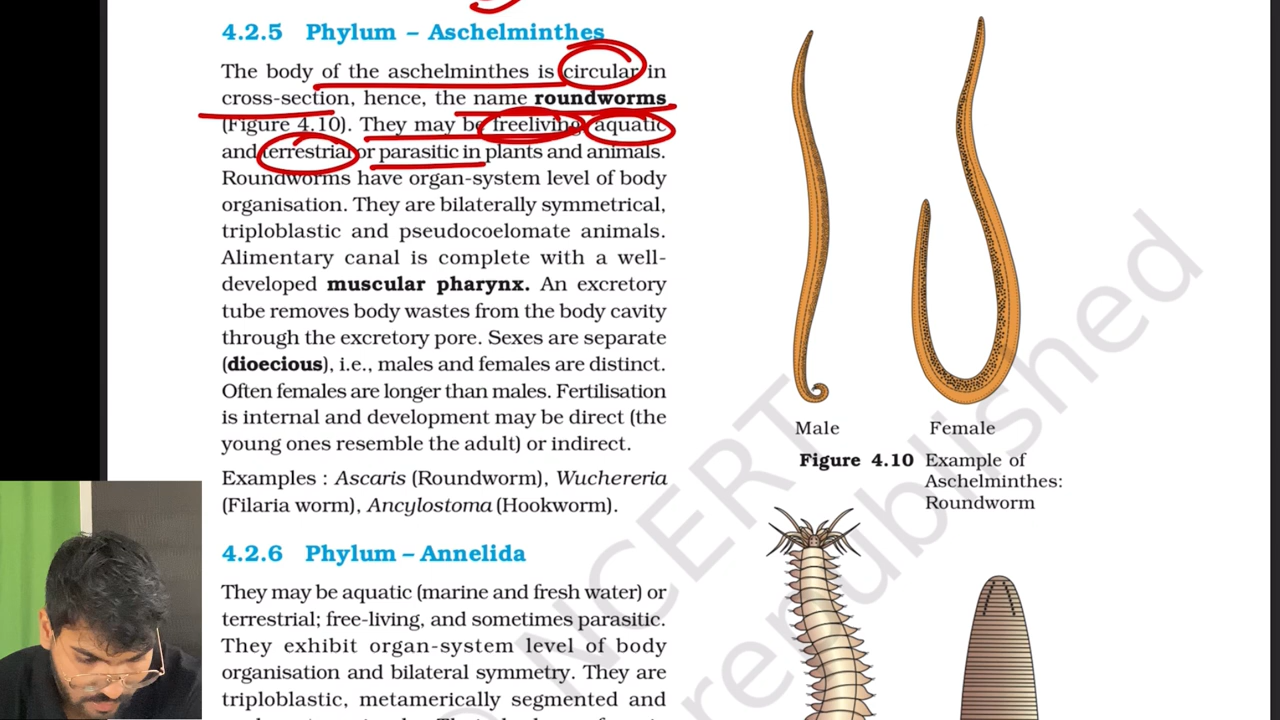 4.2.5 Phylum – Aschelminthes
The body of the aschelminthes is circular in
cross-section, hence, the name roundworms
(Figure 4.10). They may be freeliving, aquatic
and terrestrial or parasitic in plants and animals.
Roundworms have organ-system level of body
organisation. They are bilaterally symmetrical,
triploblastic and pseudocoelomate animals.
Alimentary canal is complete with a well-
developed muscular pharynx. An excretory
tube removes body wastes from the body cavity
through the excretory pore. Sexes are separate
(dioecious), i.e., males and females are distinct.
Often females are longer than males. Fertilisation
is internal and development may be direct (the
young ones resemble the adult) or indirect.
Examples : Ascaris (Roundworm), Wuchereria
(Filaria worm), Ancylostoma (Hookworm).
Male Female
Figure 4.10 Example of
Aschelminthes:
Roundworm
4.2.6 Phylum – Annelida
They may be aquatic (marine and fresh water) or
terrestrial; free-living, and sometimes parasitic.
They exhibit organ-system level of body
organisation and bilateral symmetry. They are
triploblastic, metamerically segmented and
NCERT
republished